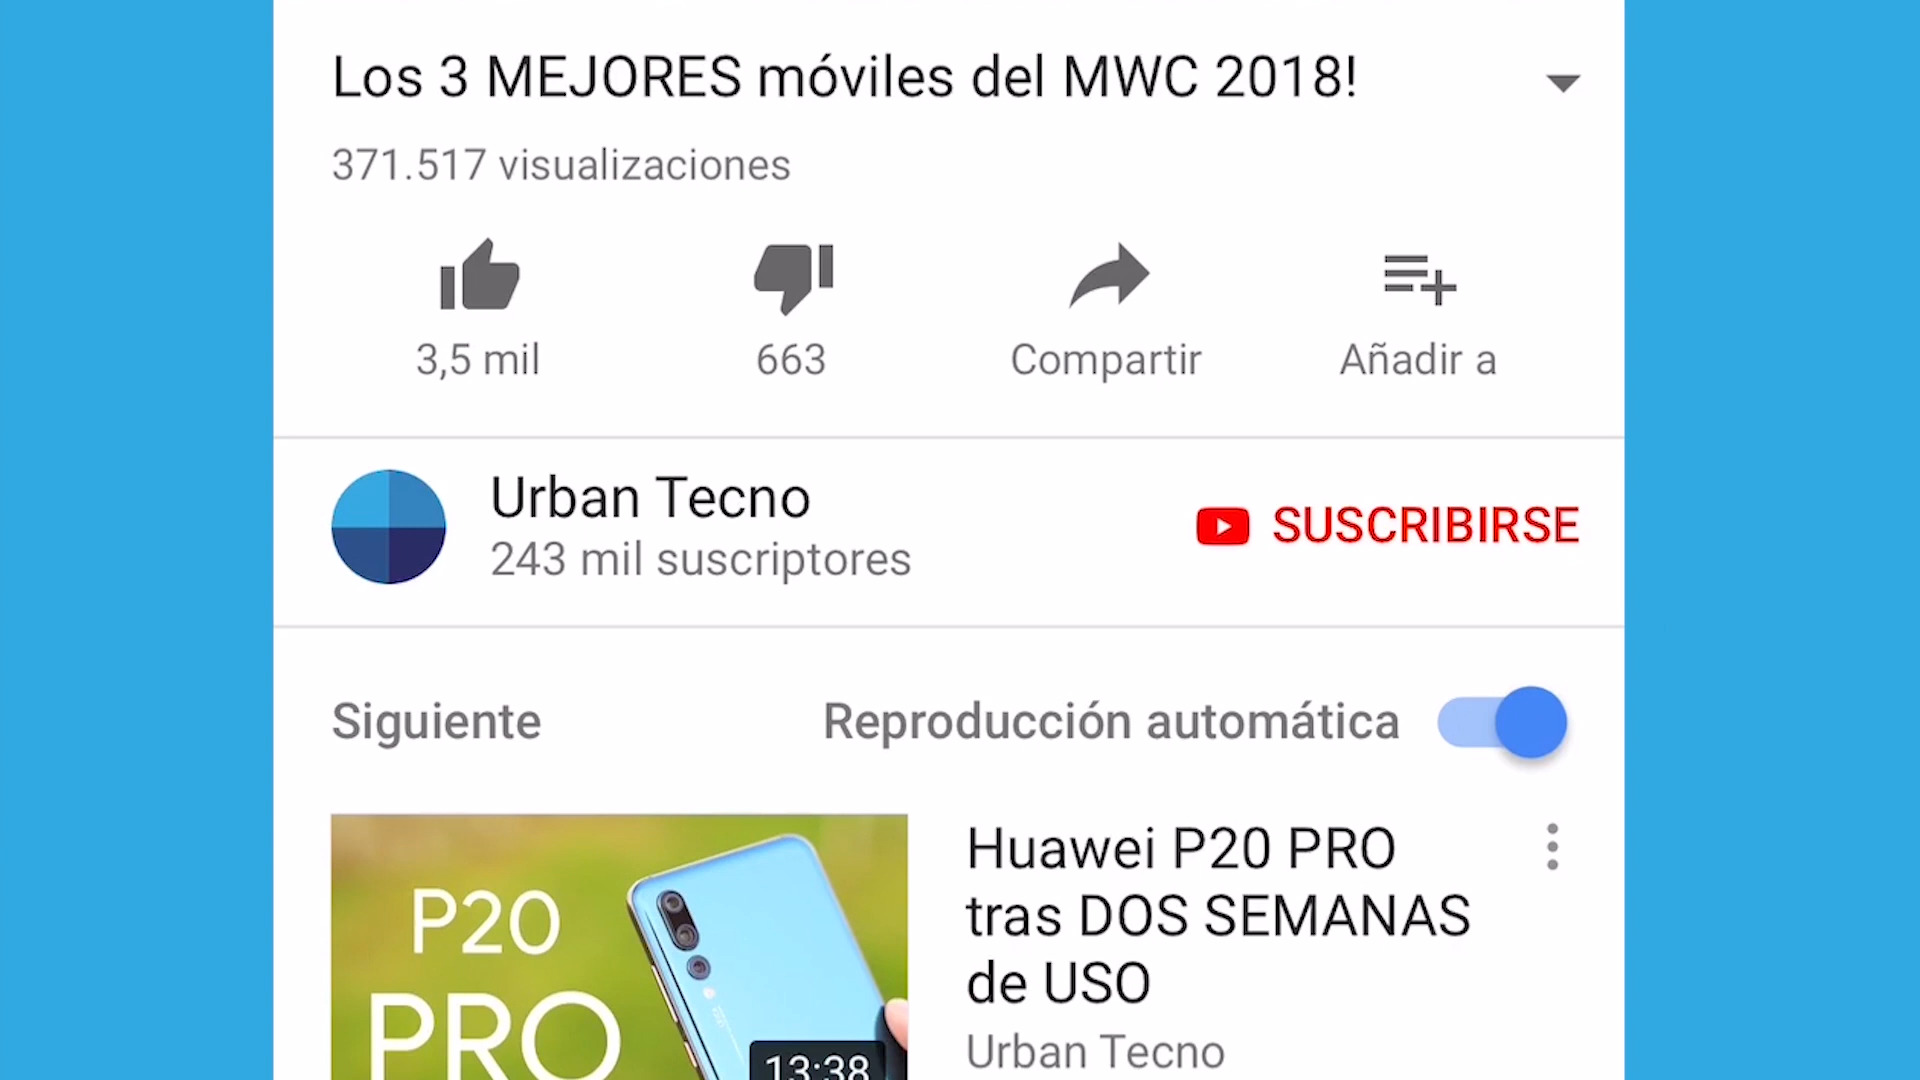 Los 3 MEJORES móviles del MWC 2018!
371.517 visualizaciones
3,5 mil
663
Compartir
Añadir a
Urban Tecno
243 mil suscriptores
SUSCRIBIRSE
Siguiente
Reproducción automática
P20
PRO
13:38
Huawei P20 PRO
tras DOS SEMANAS
de USO
Urban Tecno